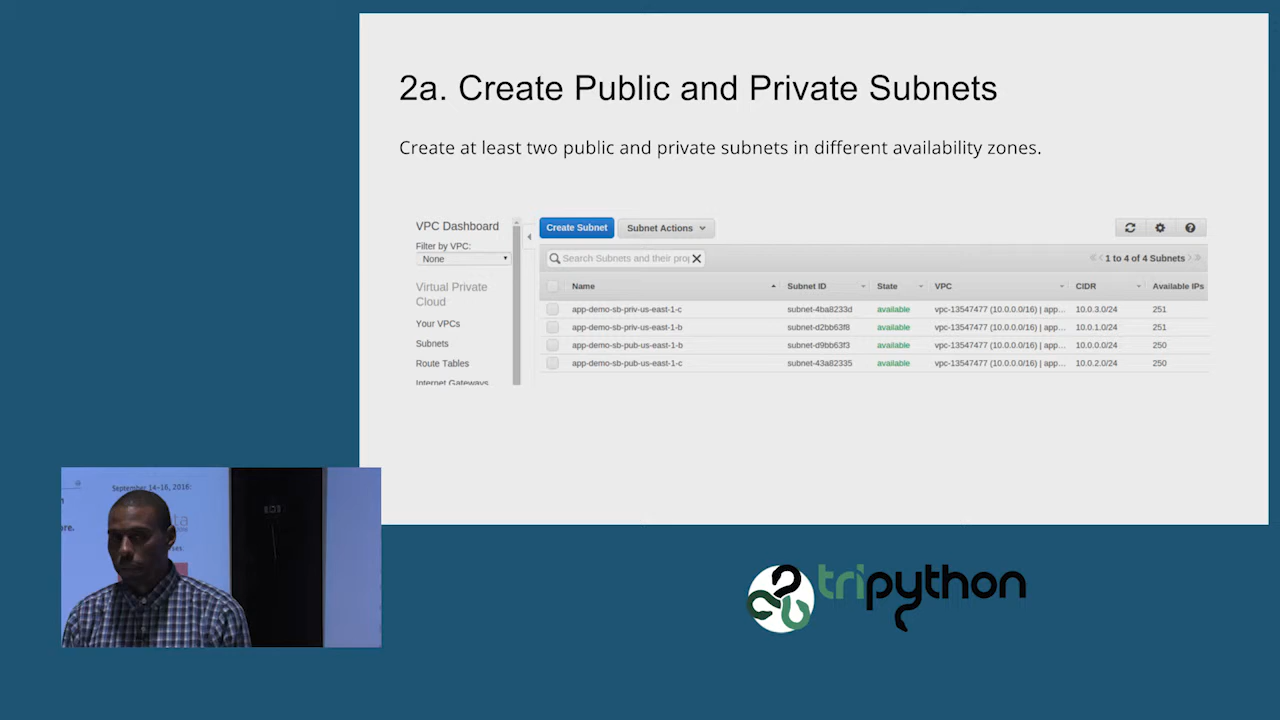 2a. Create Public and Private Subnets
Create at least two public and private subnets in different availability zones.
VPC Dashboard
Filter by VPC:
None
Virtual Private
Cloud
Your VPCs
Subnets
Route Tables
Internet Gateways
Create Subnet Subnet Actions
Search Subnets and their prop
1 to 4 of 4 Subnets
Name Subnet ID State VPC CIDR Available IPs
app-demo-sb-priv-us-east-1-c subnet-4ba8233d available vpc-13547477 (10.0.0.0/16) | app... 10.0.3.0/24 251
app-demo-sb-priv-us-east-1-b subnet-d2bb63f8 available vpc-13547477 (10.0.0.0/16) | app... 10.0.1.0/24 251
app-demo-sb-pub-us-east-1-b subnet-d9bb63f3 available vpc-13547477 (10.0.0.0/16) | app... 10.0.0.0/24 250
app-demo-sb-pub-us-east-1-c subnet-43a82335 available vpc-13547477 (10.0.0.0/16) | app... 10.0.2.0/24 250
September 14-16, 2016:
tripython